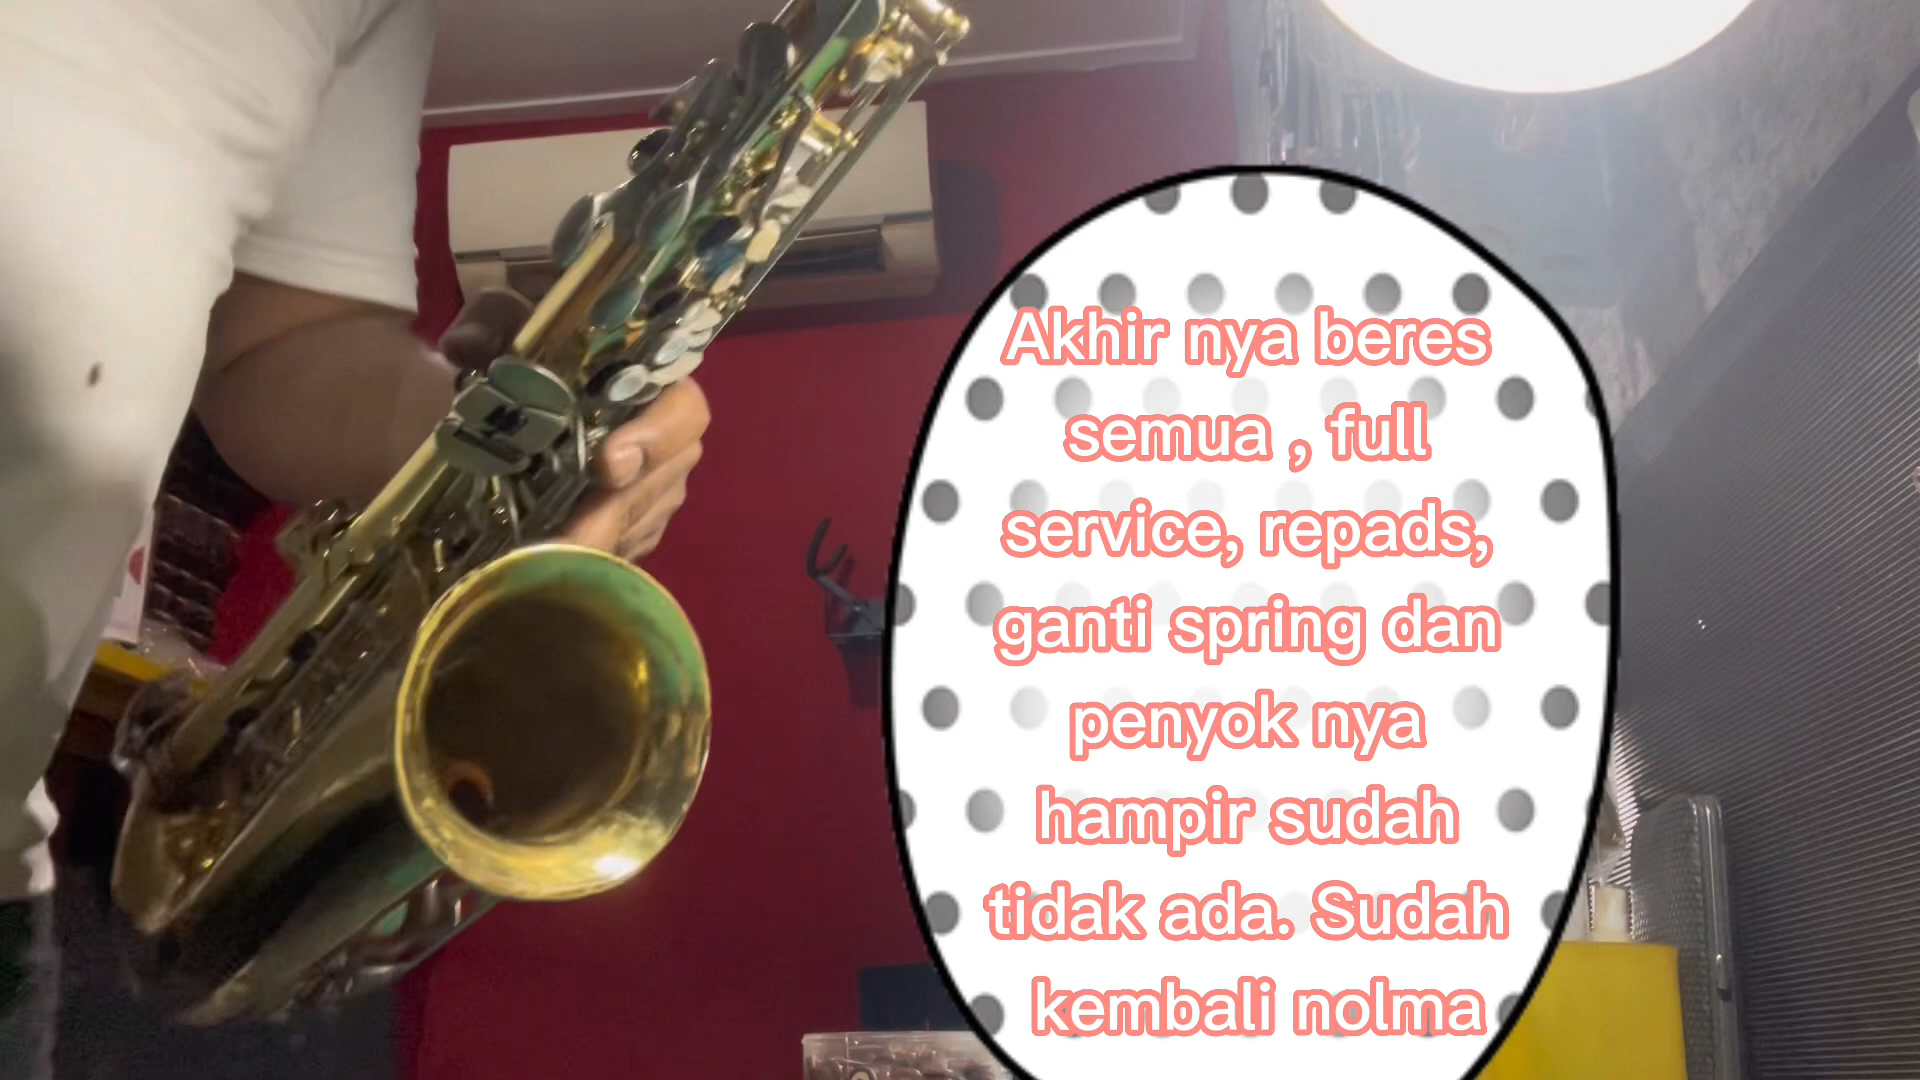 Akhir nya beres
semua , full
service, repads,
ganti spring dan
penyok nya
hampir sudah
tidak ada. Sudah
kembali nolma